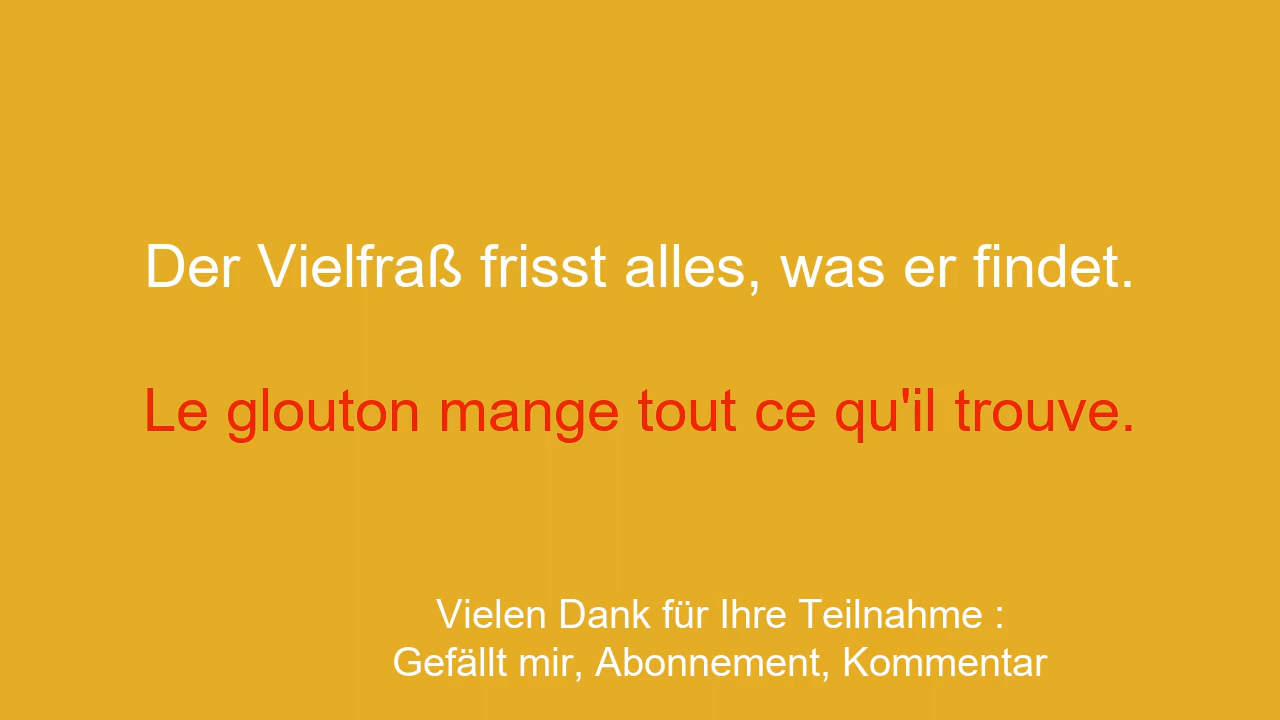 Der Vielfraß frisst alles, was er findet.
Le glouton mange tout ce qu'il trouve.
Vielen Dank für Ihre Teilnahme :
Gefällt mir, Abonnement, Kommentar